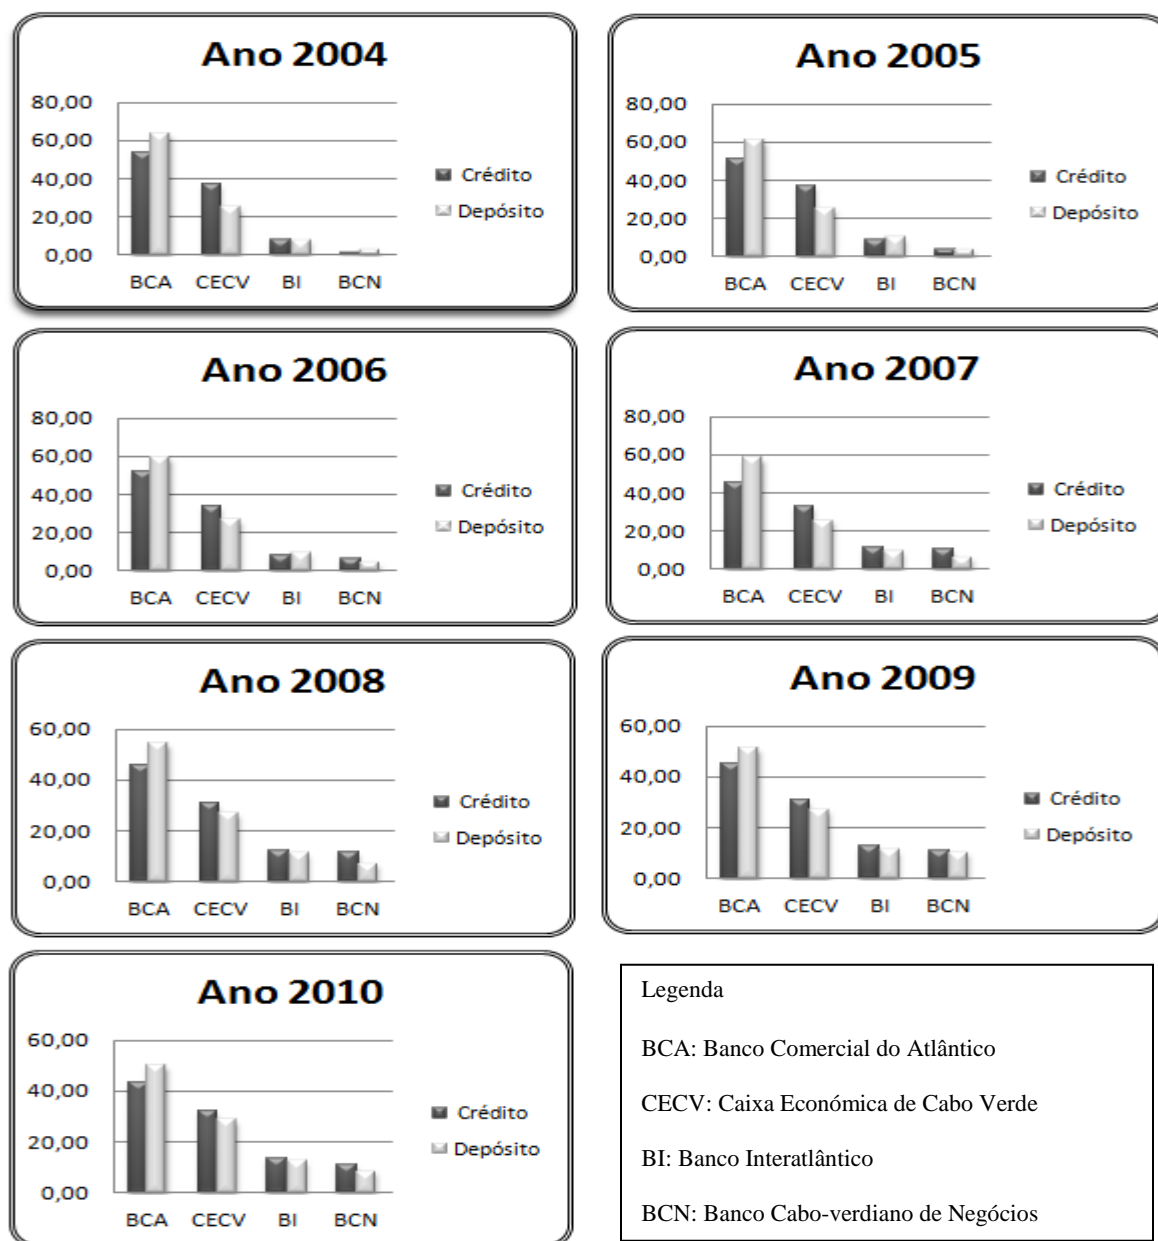 Ano 2004
80,00
60,00
40,00
20,00
0,00
BCA CECV BI BCN
Crédito
Depósito
Ano 2005
80,00
60,00
40,00
20,00
0,00
BCA CECV BI BCN
Crédito
Depósito
Ano 2006
80,00
60,00
40,00
20,00
0,00
BCA CECV BI BCN
Crédito
Depósito
Ano 2007
80,00
60,00
40,00
20,00
0,00
BCA CECV BI BCN
Crédito
Depósito
Ano 2008
60,00
40,00
20,00
0,00
BCA CECV BI BCN
Crédito
Depósito
Ano 2009
60,00
40,00
20,00
0,00
BCA CECV BI BCN
Crédito
Depósito
Ano 2010
60,00
40,00
20,00
0,00
BCA CECV BI BCN
Crédito
Depósito
Legenda
BCA: Banco Comercial do Atlântico
CECV: Caixa Económica de Cabo Verde
BI: Banco Interatlântico
BCN: Banco Cabo-verdiano de Negócios